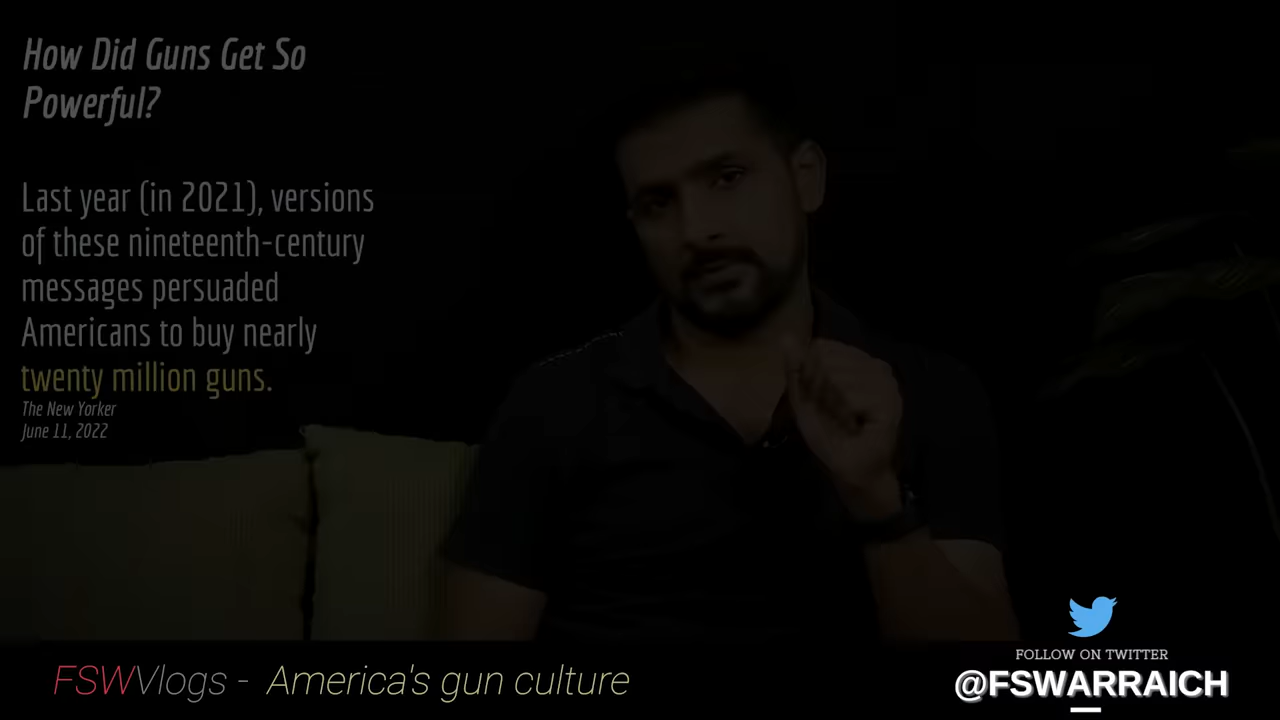 How Did Guns Get So
Powerful?
Last year (in 2021), versions
of these nineteenth-century
messages persuaded
Americans to buy nearly
twenty million guns.
The New Yorker
June 11, 2022
FSWVlogs - America's gun culture
FOLLOW ON TWITTER
@FSWARRAICH